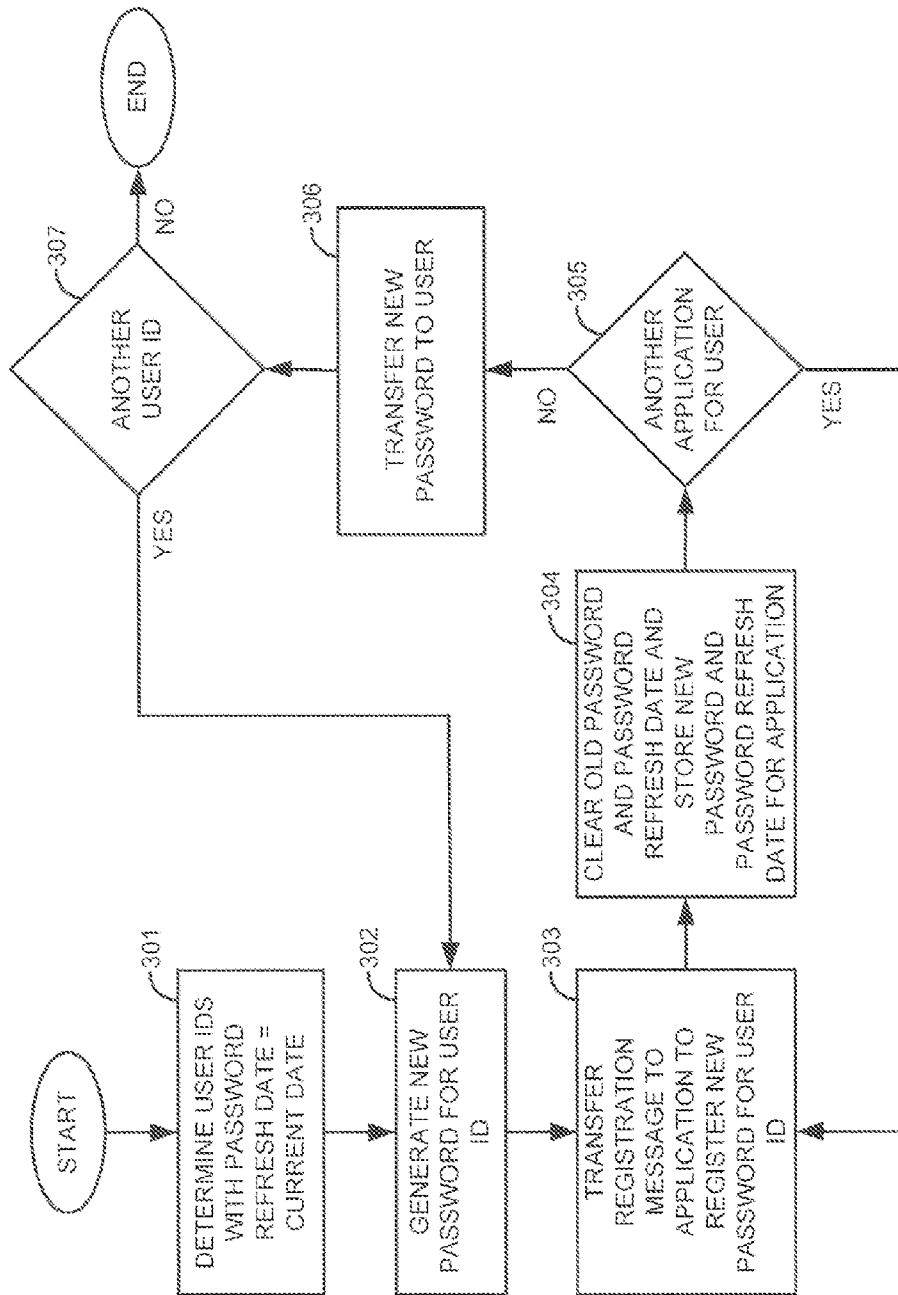 START
301
DETERMINE USER IDS
WITH PASSWORD
REFRESH DATE =
CURRENT DATE
302
GENERATE NEW
PASSWORD FOR USER
ID
303
TRANSFER
REGISTRATION
MESSAGE TO
APPLICATION TO
REGISTER NEW
PASSWORD FOR USER
ID
304
CLEAR OLD PASSWORD
AND PASSWORD
REFRESH DATE AND
STORE NEW
PASSWORD AND
PASSWORD REFRESH
DATE FOR APPLICATION
305
ANOTHER
APPLICATION
FOR USER
YES
NO
306
TRANSFER NEW
PASSWORD TO USER
307
ANOTHER
USER ID
YES
NO
END